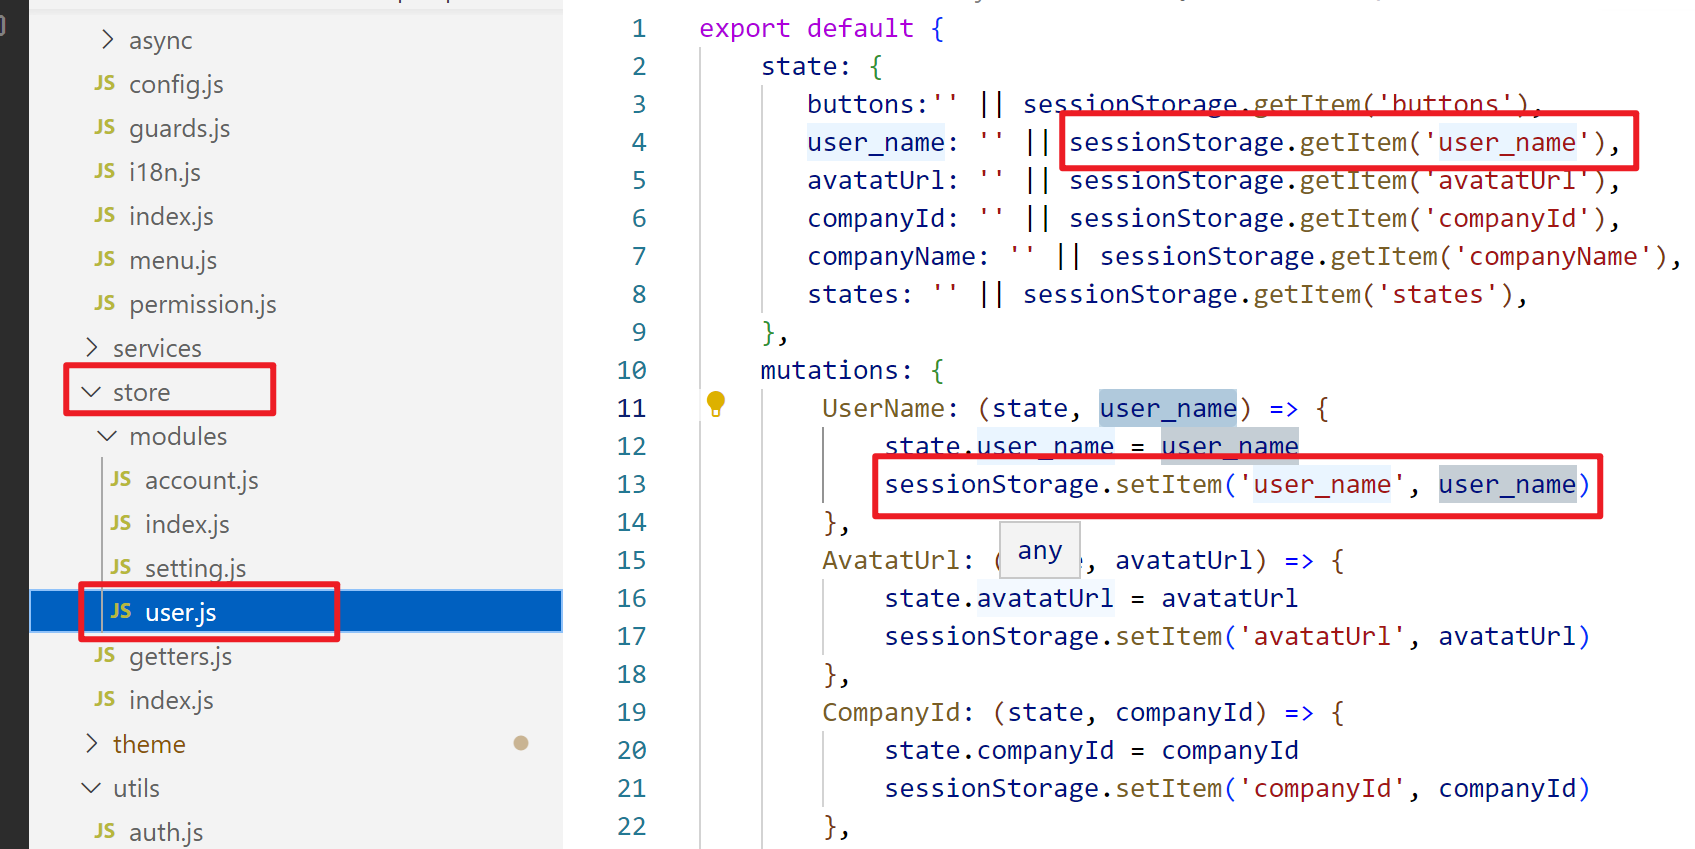 async
JS config.js
JS guards.js
JS i18n.js
JS index.js
JS menu.js
JS permission.js
services
store
modules
JS account.js
JS index.js
JS setting.js
JS user.js
JS getters.js
JS index.js
theme
utils
JS auth.js
1 export default {
2 state: {
3 buttons:'' || sessionStorage.getItem('buttons'),
4 user_name: '' || sessionStorage.getItem('user_name'),
5 avatatUrl: '' || sessionStorage.getItem('avatatUrl'),
6 companyId: '' || sessionStorage.getItem('companyId'),
7 companyName: '' || sessionStorage.getItem('companyName'),
8 states: '' || sessionStorage.getItem('states'),
9 },
10 mutations: {
11 UserName: (state, user_name) => {
12 state.user_name = user_name
13 sessionStorage.setItem('user_name', user_name)
14 },
any
15 AvatatUrl: ( , avatatUrl) => {
16 state.avatatUrl = avatatUrl
17 sessionStorage.setItem('avatatUrl', avatatUrl)
18 },
19 CompanyId: (state, companyId) => {
20 state.companyId = companyId
21 sessionStorage.setItem('companyId', companyId)
22 },